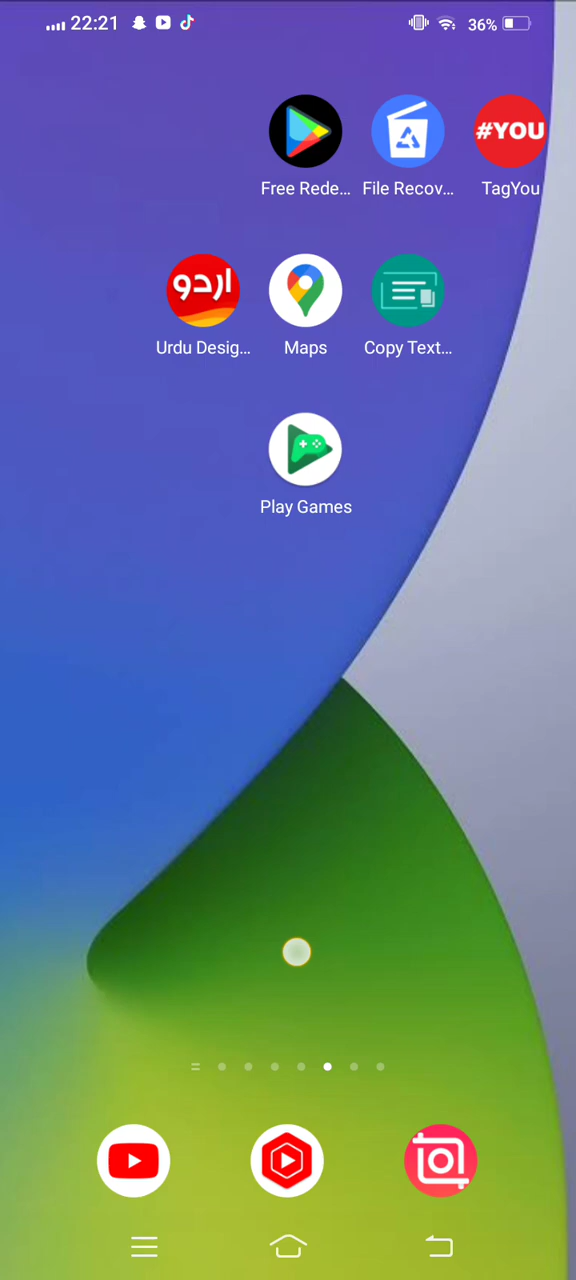 22:21
36%
#YOU
Free Rede...
File Recov...
TagYou
اردو
Urdu Desig...
Maps
Copy Text...
Play Games